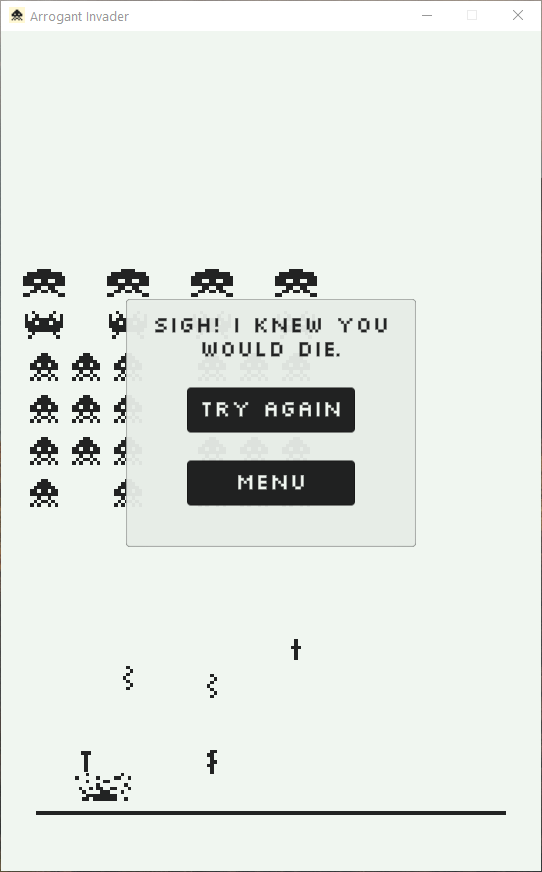 Arrogant Invader
SIGH! I KNEW YOU
WOULD DIE.
TRY AGAIN
MENU